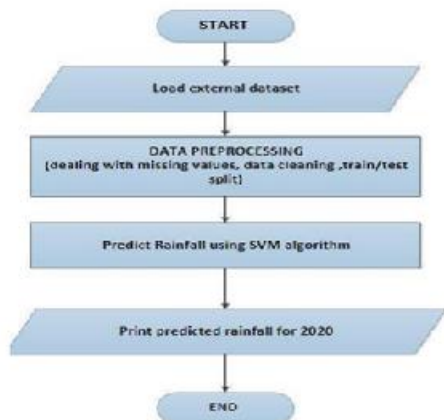 START
Load external dataset
DATA PREPROCESSING
(dealing with missing values, data cleaning ,train/test
split)
Predict Rainfall using SVM algorithm
Print predicted rainfall for 2020
END